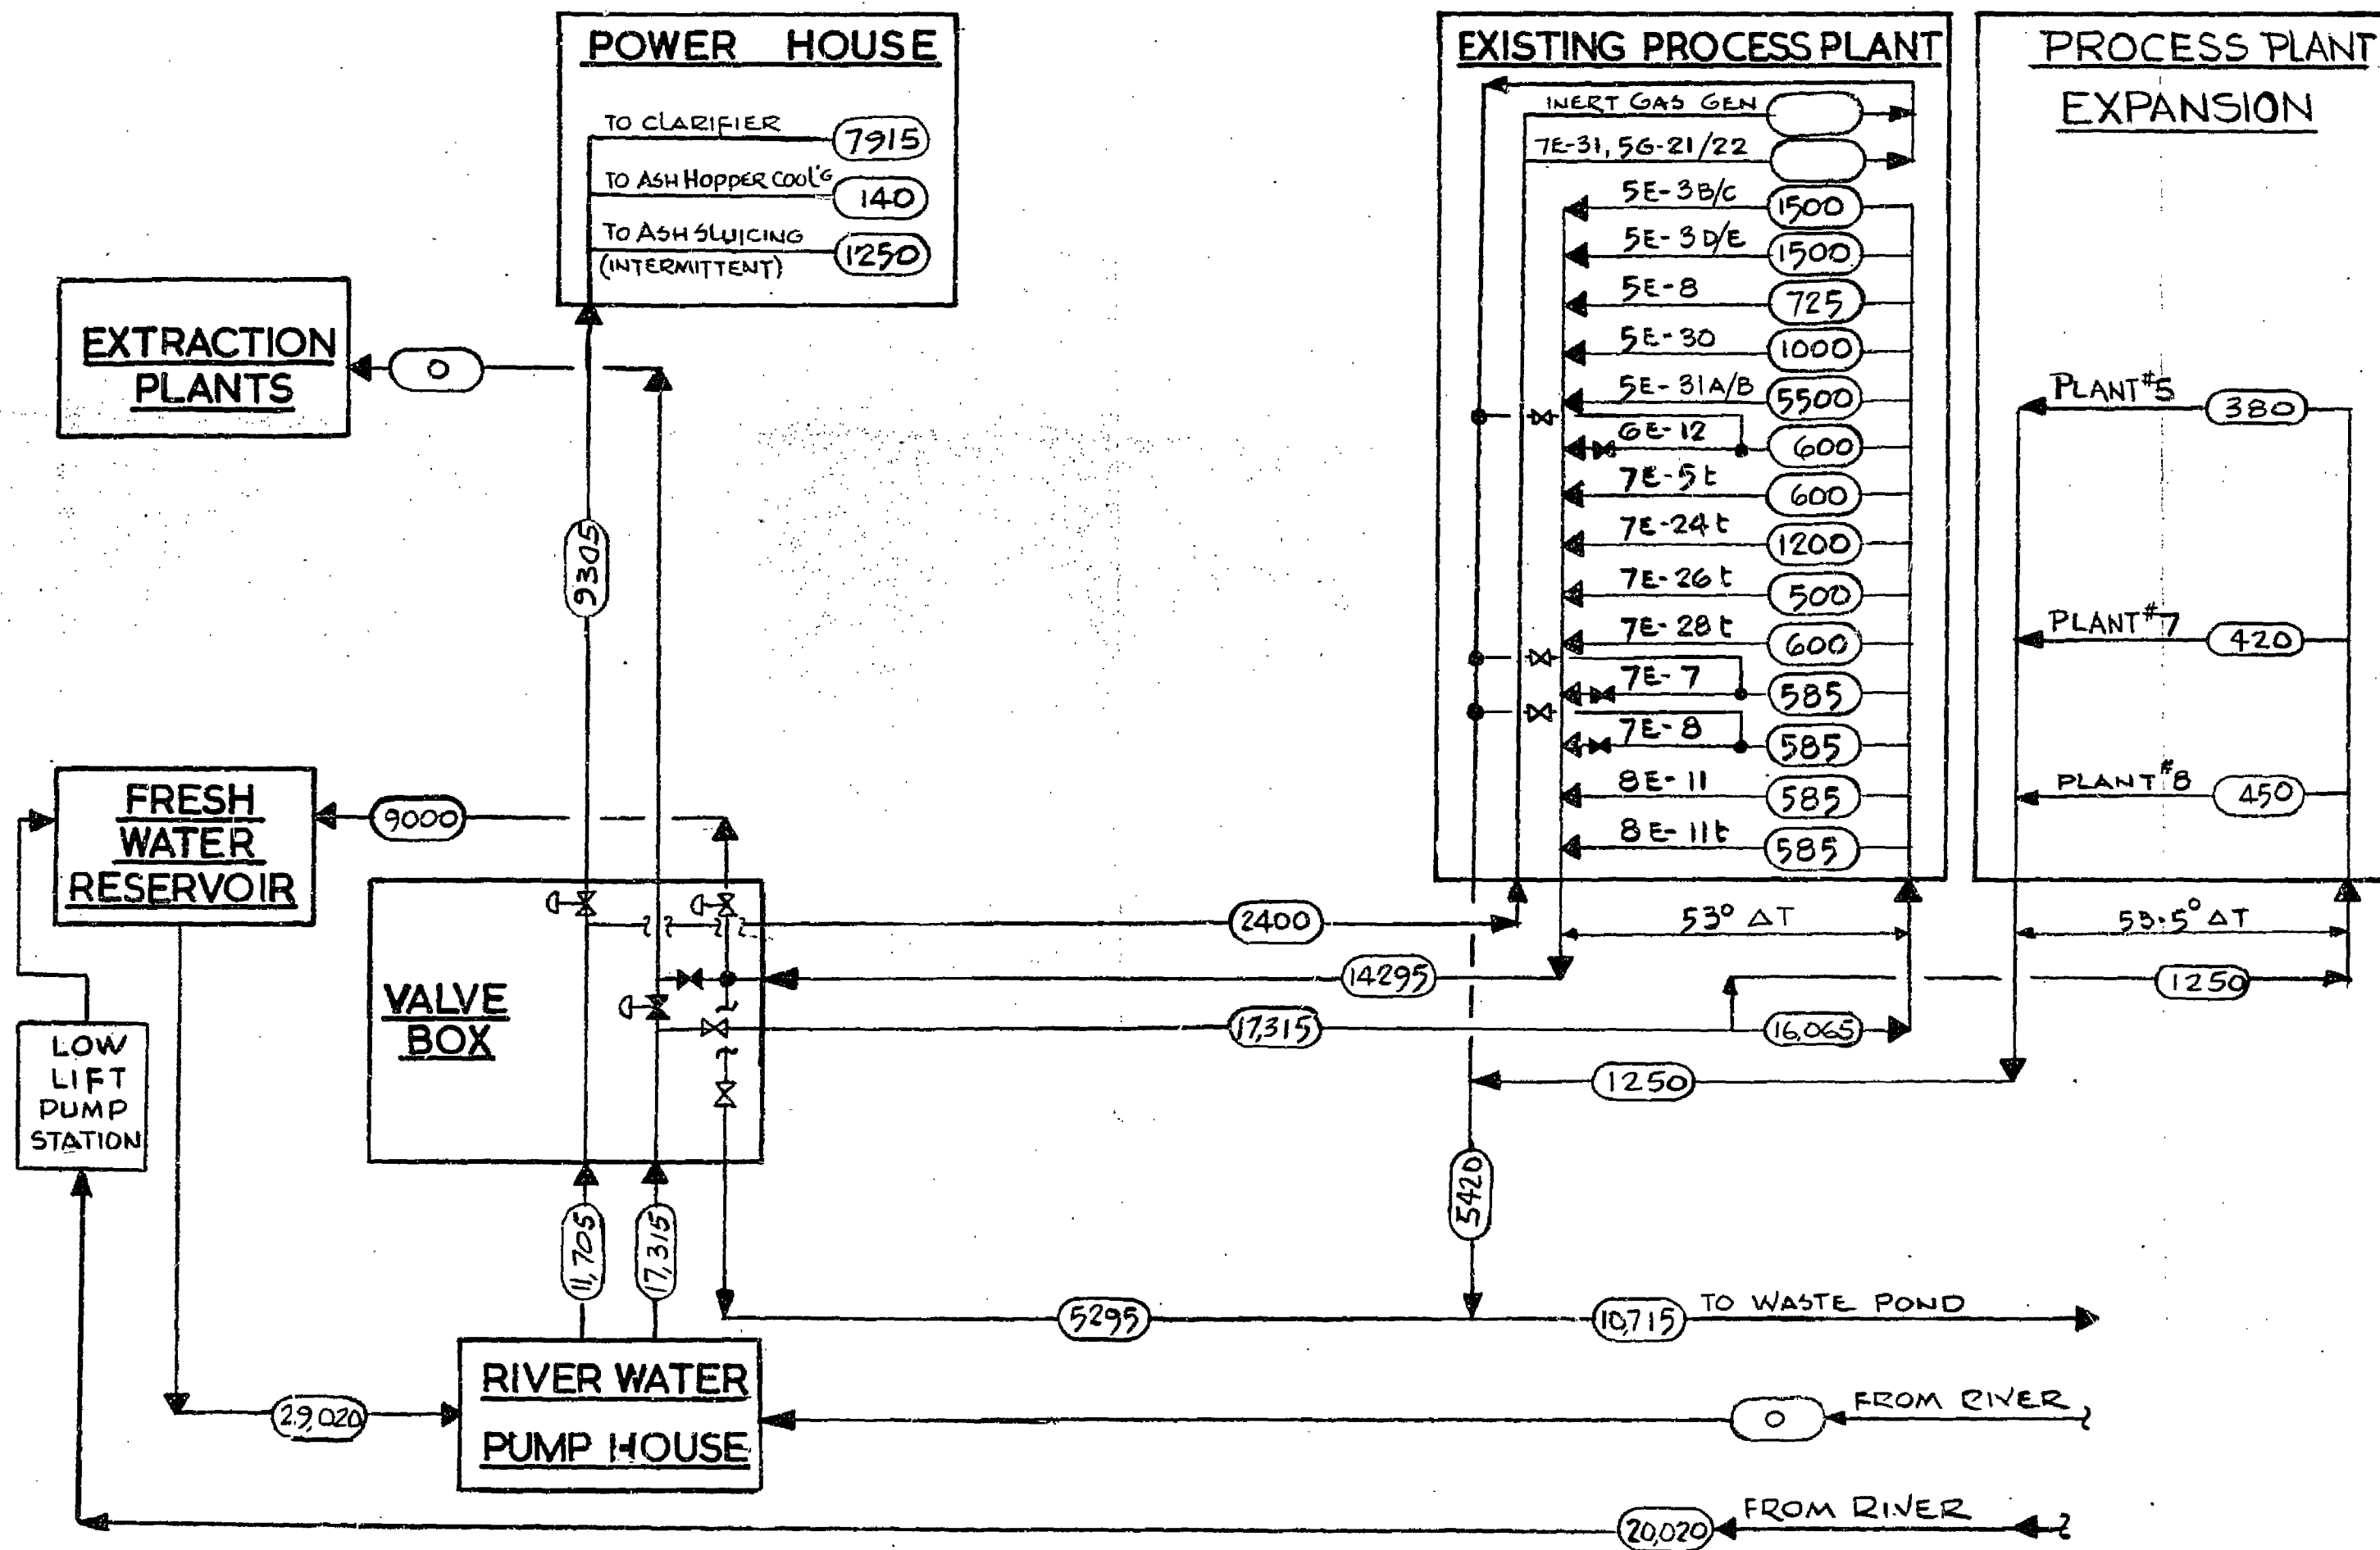 POWER HOUSE
TO CLARIFIER
7915
TO ASH HOPPER COOL'G
140
TO ASH SLUICING
(INTERMITTENT)
1250
EXISTING PROCESS PLANT
INERT GAS GEN
7E-31, 5G-21/22
5E-3B/C
1500
5E-3D/E
1500
5E-8
725
5E-30
1000
5E-31A/B
5500
6E-12
600
7E-5t
600
7E-24t
1200
7E-26t
500
7E-28t
600
7E-7
585
7E-8
585
8E-11
585
8E-11t
585
PROCESS PLANT
EXPANSION
PLANT #5
380
PLANT #7
420
PLANT #8
450
EXTRACTION
PLANTS
0
9305
FRESH
WATER
RESERVOIR
9000
VALVE
BOX
2400
53° ΔT
53.5° ΔT
14295
1250
17,315
16,065
1250
LOW
LIFT
PUMP
STATION
11,705
17,315
5420
5295
10,715
TO WASTE POND
RIVER WATER
PUMP HOUSE
29,020
0
FROM RIVER
20,020
FROM RIVER